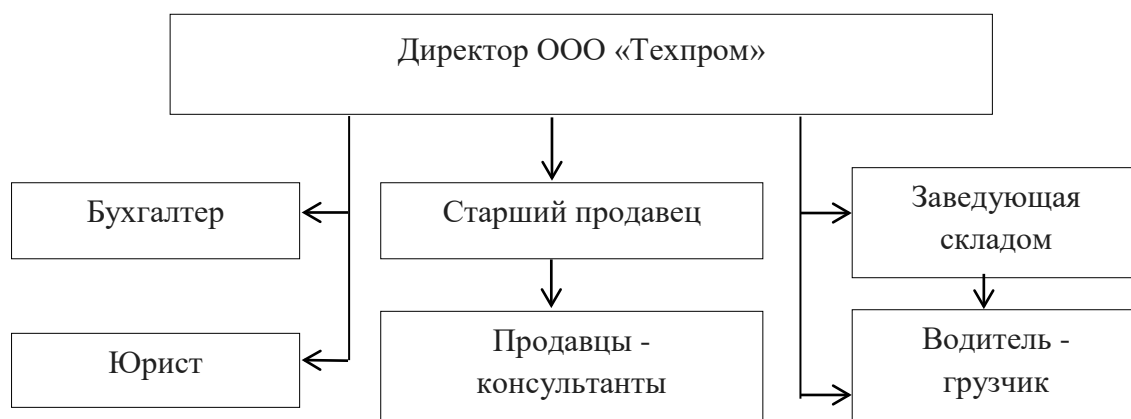 Директор ООО «Техпром»
Бухгалтер
Старший продавец
Заведующая
складом
Юрист
Продавцы -
консультанты
Водитель -
грузчик